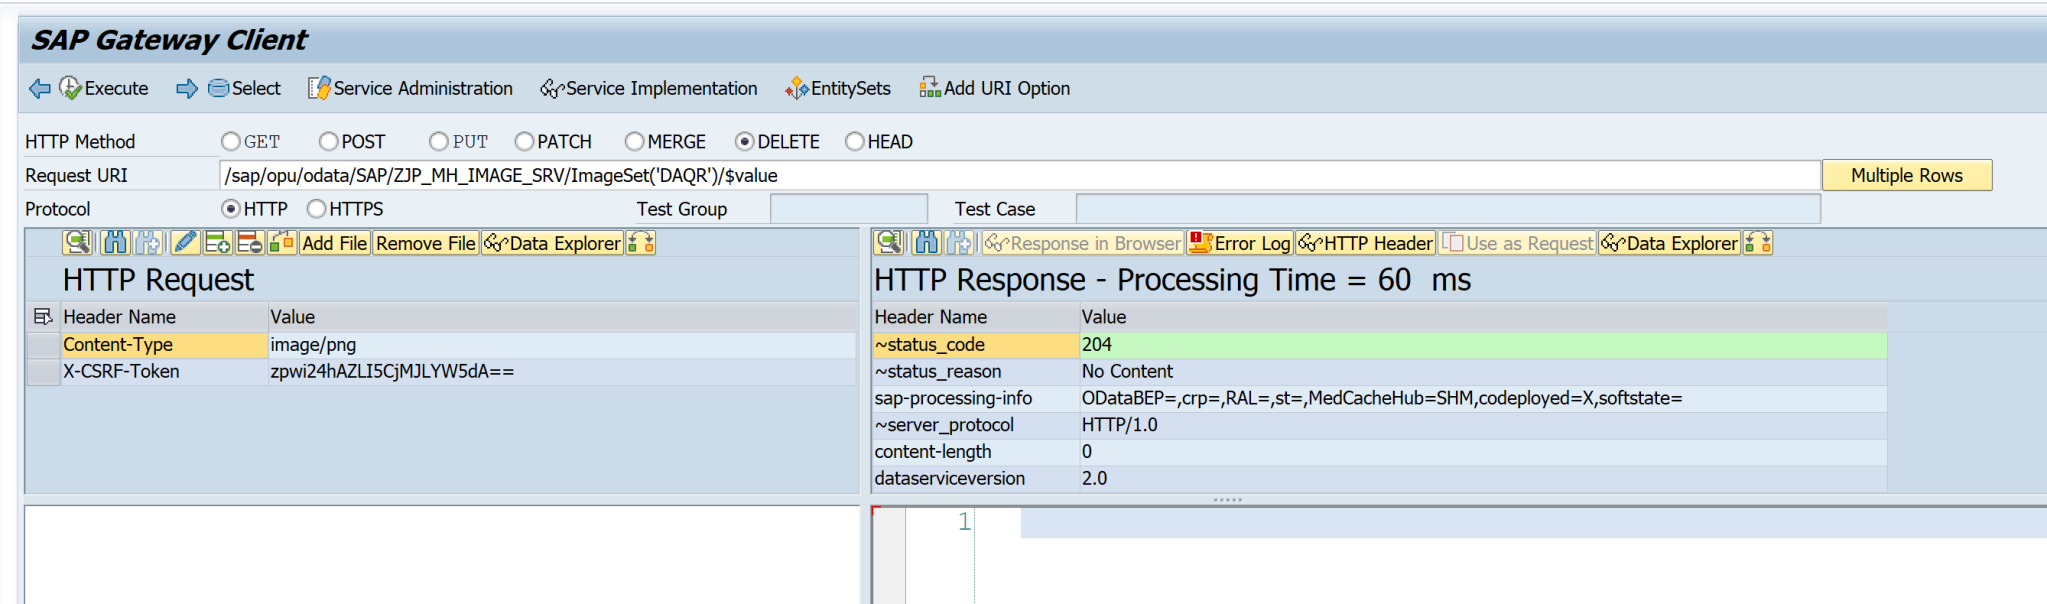 SAP Gateway Client
Execute Select Service Administration Service Implementation EntitySets Add URI Option
HTTP Method GET POST PUT PATCH MERGE DELETE HEAD
Request URI /sap/opu/odata/SAP/ZJP_MH_IMAGE_SRV/ImageSet('DAQR')/$value Multiple Rows
Protocol HTTP HTTPS Test Group Test Case
Add File Remove File Data Explorer
HTTP Request
Header Name Value
Content-Type image/png
X-CSRF-Token zpwi24hAZLI5CjMJLYW5dA==
Response in Browser Error Log HTTP Header Use as Request Data Explorer
HTTP Response - Processing Time = 60 ms
Header Name Value
~status_code 204
~status_reason No Content
sap-processing-info ODataBEP=,crp=,RAL=,st=,MedCacheHub=SHM,codeployed=X,softstate=
~server_protocol HTTP/1.0
content-length 0
dataserviceversion 2.0
1